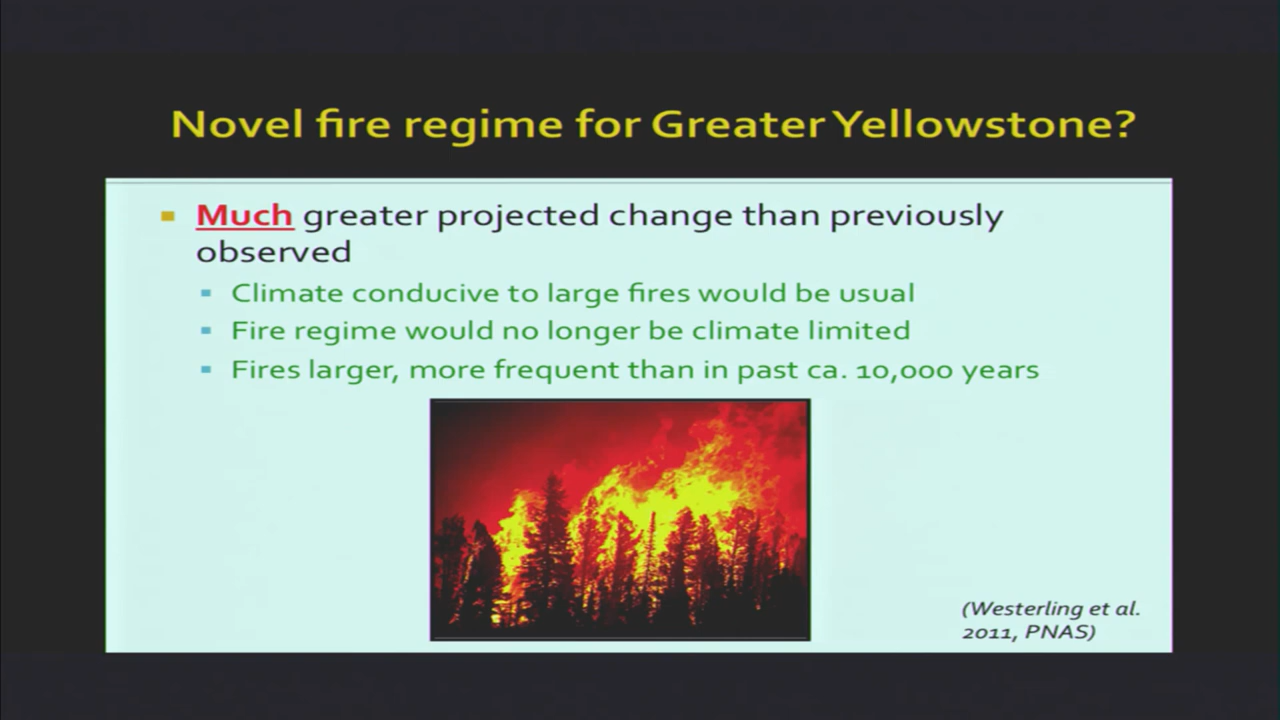 Novel fire regime for Greater Yellowstone?
Much greater projected change than previously
observed
Climate conducive to large fires would be usual
Fire regime would no longer be climate limited
Fires larger, more frequent than in past ca. 10,000 years
(Westerling et al.
2011, PNAS)